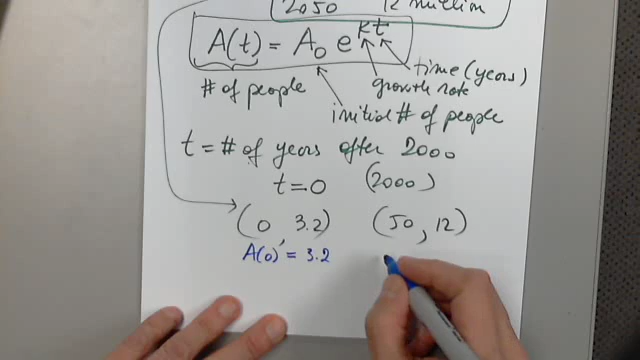 2050 12 million
A(t) = A₀ e^kt
time (years)
# of people growth rate
initial # of people
t = # of years after 2000
t = 0 (2000)
(0, 3.2) (50, 12)
A(0) = 3.2